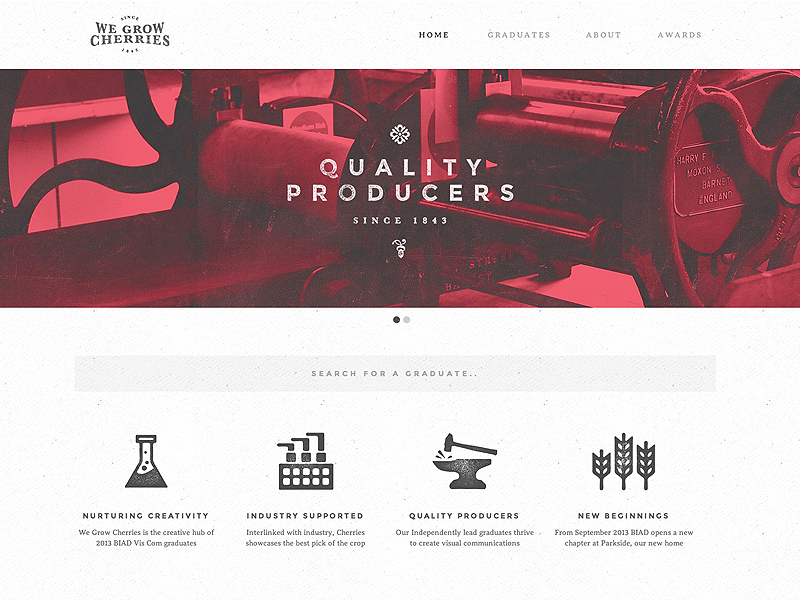 SINCE
WE GROW
CHERRIES
1843
HOME
GRADUATES
ABOUT
AWARDS
QUALITY
PRODUCERS
SINCE 1843
HARRY F
MOXON S
BARNET
ENGLAND
SEARCH FOR A GRADUATE..
NURTURING CREATIVITY
We Grow Cherries is the creative hub of
2013 BIAD Vis Com graduates
INDUSTRY SUPPORTED
Interlinked with industry, Cherries
showcases the best pick of the crop
QUALITY PRODUCERS
Our Independently lead graduates thrive
to create visual communications
NEW BEGINNINGS
From September 2013 BIAD opens a new
chapter at Parkside, our new home